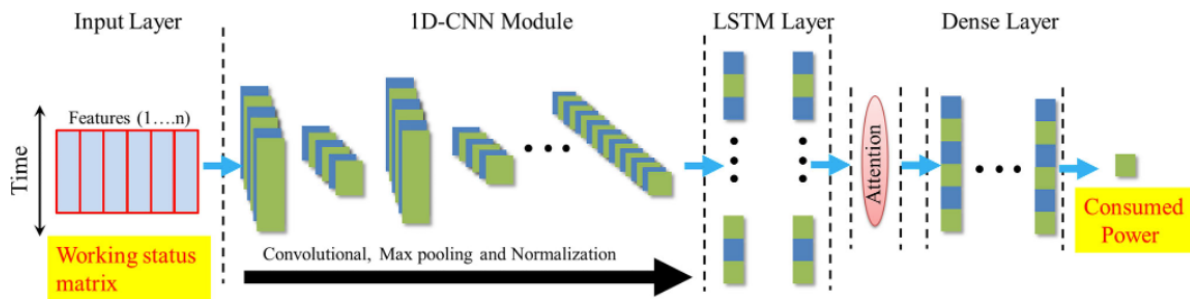 Input Layer
1D-CNN Module
LSTM Layer
Dense Layer
Features (1….n)
Time
Attention
Working status
matrix
Convolutional, Max pooling and Normalization
Consumed
Power